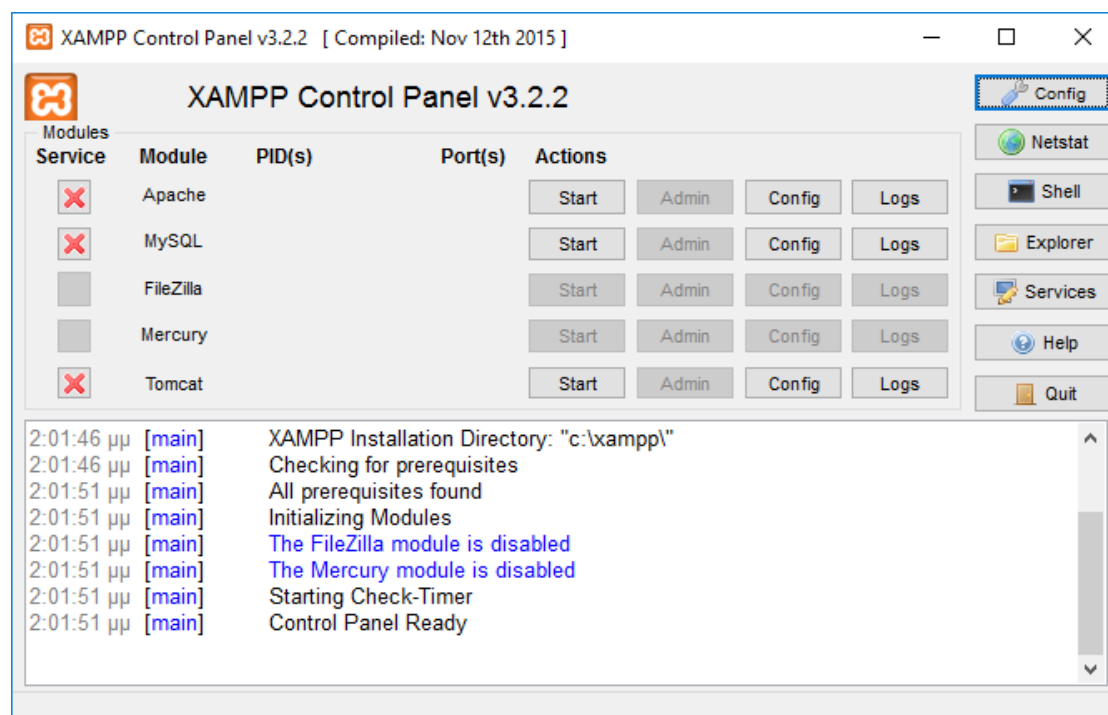 XAMPP Control Panel v3.2.2 [ Compiled: Nov 12th 2015 ]
XAMPP Control Panel v3.2.2
Config
Netstat
Shell
Explorer
Services
Help
Quit
Modules
Service Module PID(s) Port(s) Actions
Apache Start Admin Config Logs
MySQL Start Admin Config Logs
FileZilla Start Admin Config Logs
Mercury Start Admin Config Logs
Tomcat Start Admin Config Logs
2:01:46 μμ [main] XAMPP Installation Directory: "c:\xampp\"
2:01:46 μμ [main] Checking for prerequisites
2:01:51 μμ [main] All prerequisites found
2:01:51 μμ [main] Initializing Modules
2:01:51 μμ [main] The FileZilla module is disabled
2:01:51 μμ [main] The Mercury module is disabled
2:01:51 μμ [main] Starting Check-Timer
2:01:51 μμ [main] Control Panel Ready